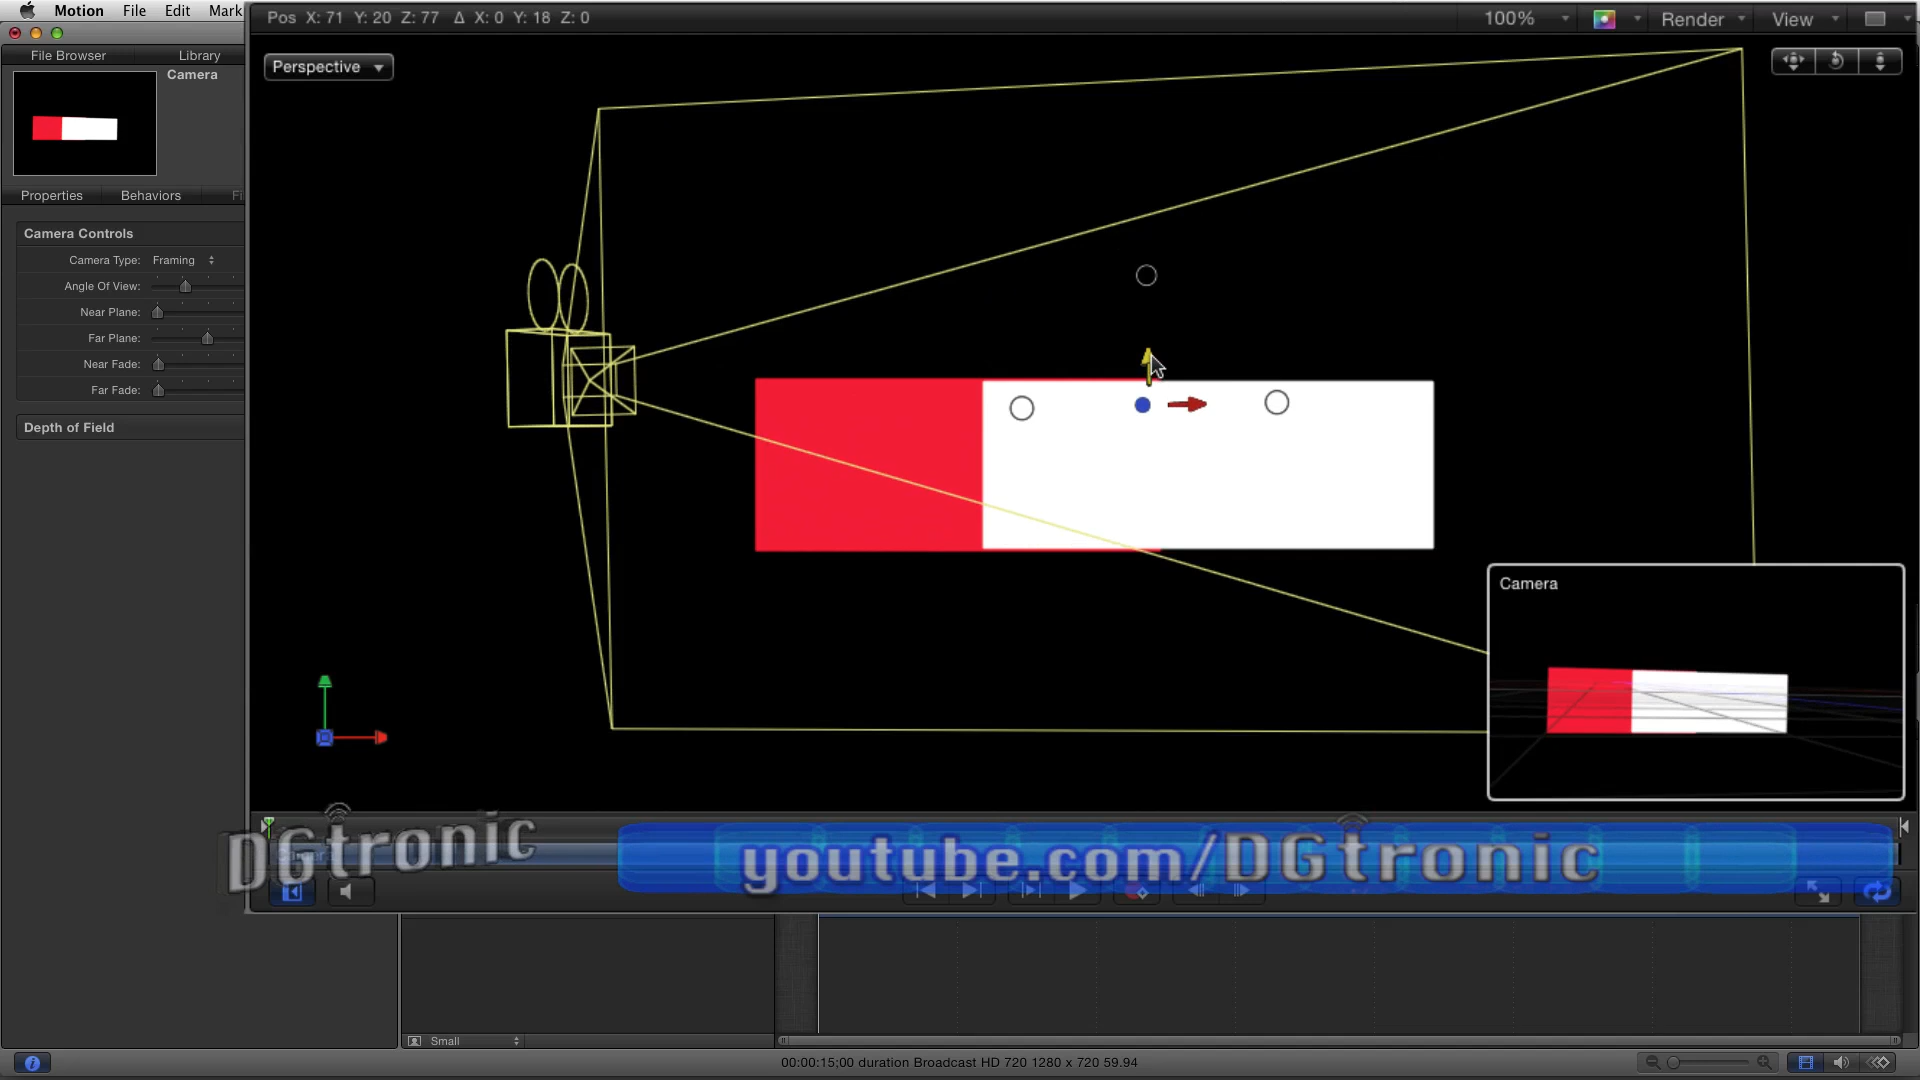 Motion File Edit Mark
Pos X: 71 Y: 20 Z: 77 Δ X: 0 Y: 18 Z: 0
100% Render View
File Browser Library
Camera
Perspective
Properties Behaviors
Camera Controls
Camera Type: Framing
Angle Of View:
Near Plane:
Far Plane:
Near Fade:
Far Fade:
Depth of Field
Camera
DGtronic
youtube.com/DGtronic
Small
00:00:15;00 duration Broadcast HD 720 1280 x 720 59.94